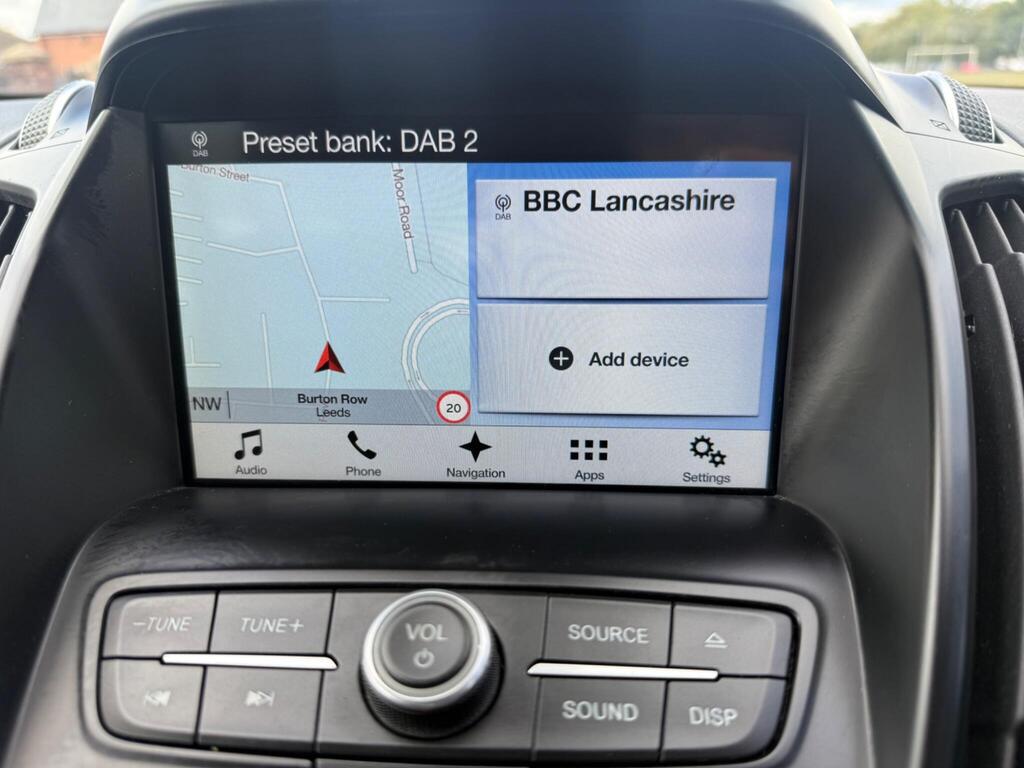 DAB
Preset bank: DAB 2
Burton Street
Moor Road
DAB
BBC Lancashire
Add device
NW
Burton Row
Leeds
20
Audio
Phone
Navigation
Apps
Settings
-TUNE
TUNE+
VOL
SOURCE
SOUND
DISP